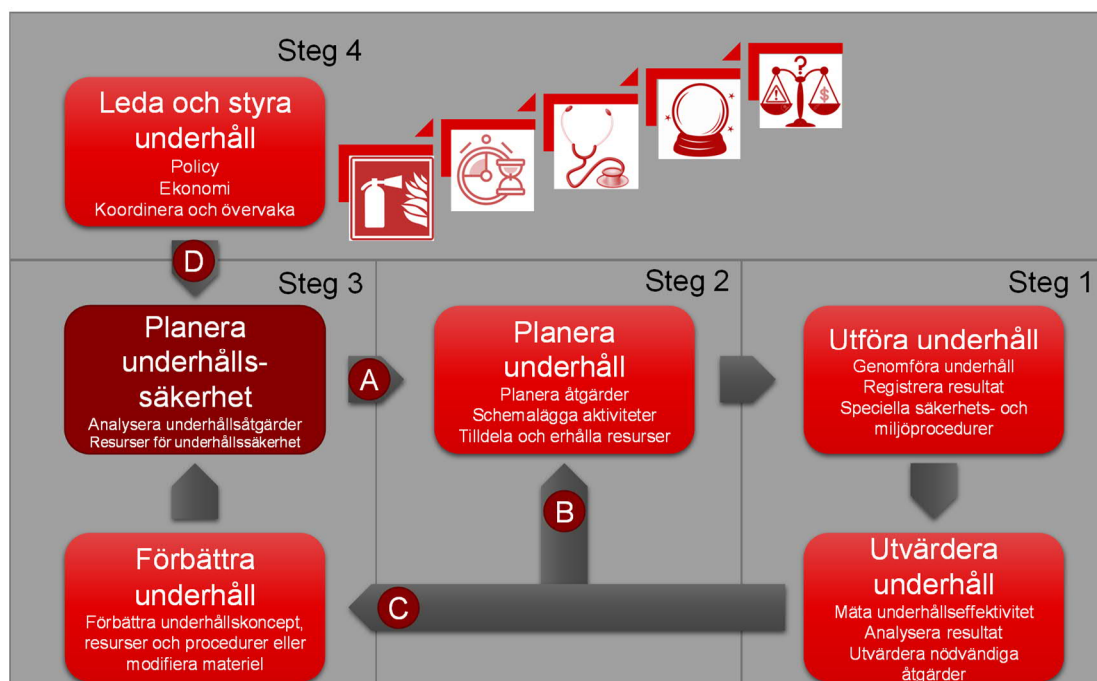 Steg 4
Leda och styra
underhåll
Policy
Ekonomi
Koordinera och övervaka
?
!
$
D
Steg 3
Planera
underhålls-
säkerhet
Analysera underhållsåtgärder
Resurser för underhållssäkerhet
A
Steg 2
Planera
underhåll
Planera åtgärder
Schemalägga aktiviteter
Tilldela och erhålla resurser
Steg 1
Utföra underhåll
Genomföra underhåll
Registrera resultat
Speciella säkerhets- och
miljöprocedurer
B
C
Förbättra
underhåll
Förbättra underhållskoncept,
resurser och procedurer eller
modifiera materiel
Utvärdera
underhåll
Mäta underhållseffektivitet
Analysera resultat
Utvärdera nödvändiga
åtgärder